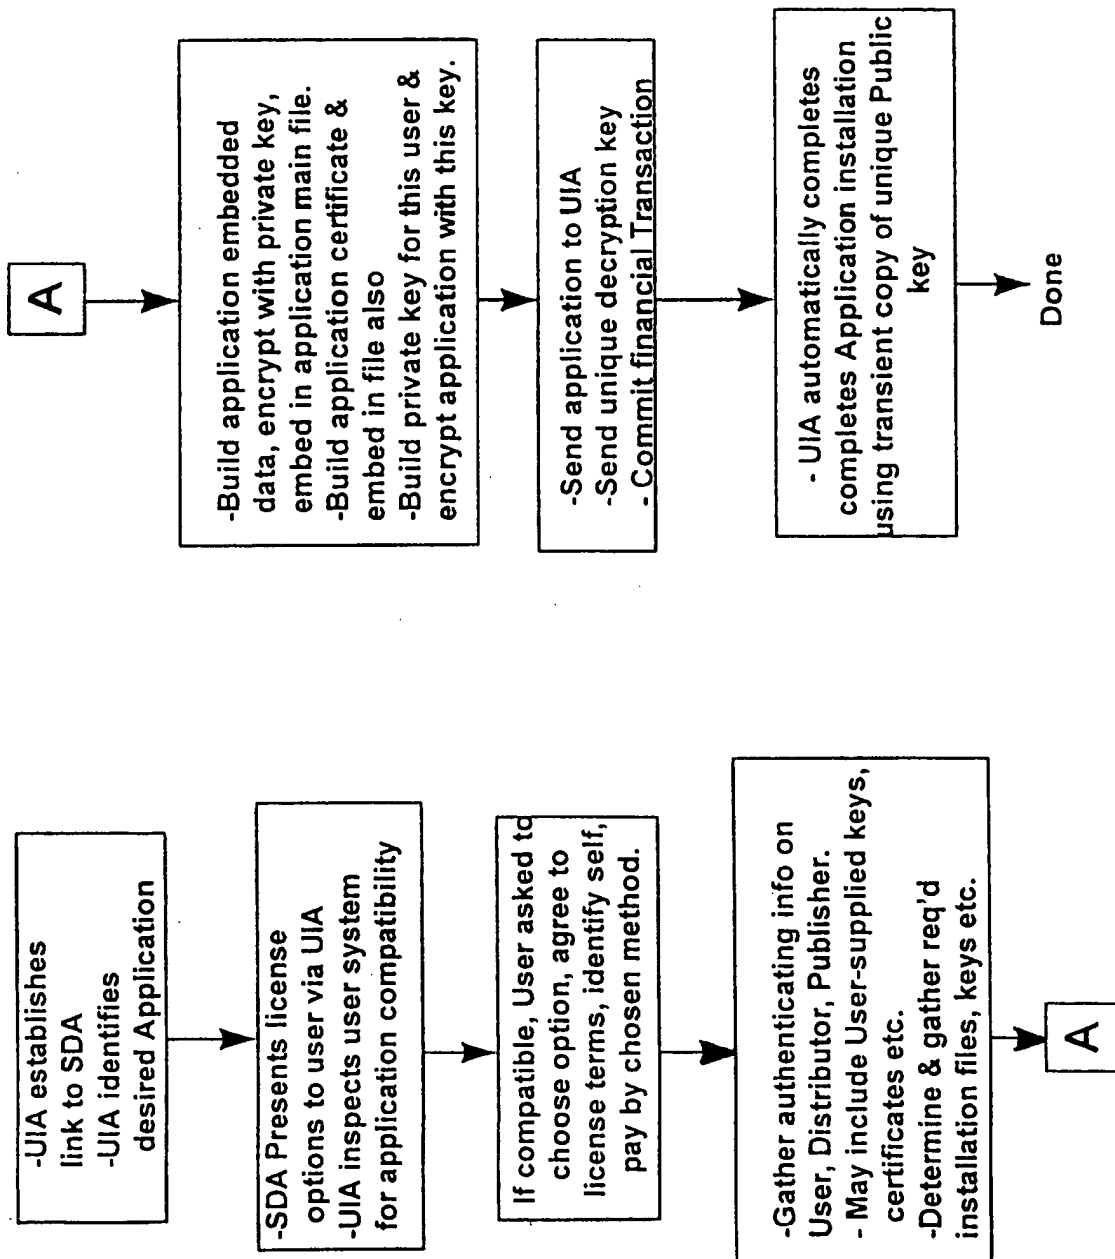 -UIA establishes
link to SDA
-UIA identifies
desired Application
-SDA Presents license
options to user via UIA
-UIA inspects user system
for application compatibility
If compatible, User asked to
choose option, agree to
license terms, identify self,
pay by chosen method.
-Gather authenticating info on
User, Distributor, Publisher.
- May include User-supplied keys,
certificates etc.
-Determine & gather req'd
installation files, keys etc.
A
A
-Build application embedded
data, encrypt with private key,
embed in application main file.
-Build application certificate &
embed in file also
-Build private key for this user &
encrypt application with this key.
-Send application to UIA
-Send unique decryption key
- Commit financial Transaction
- UIA automatically completes
completes Application installation
using transient copy of unique Public
key
Done